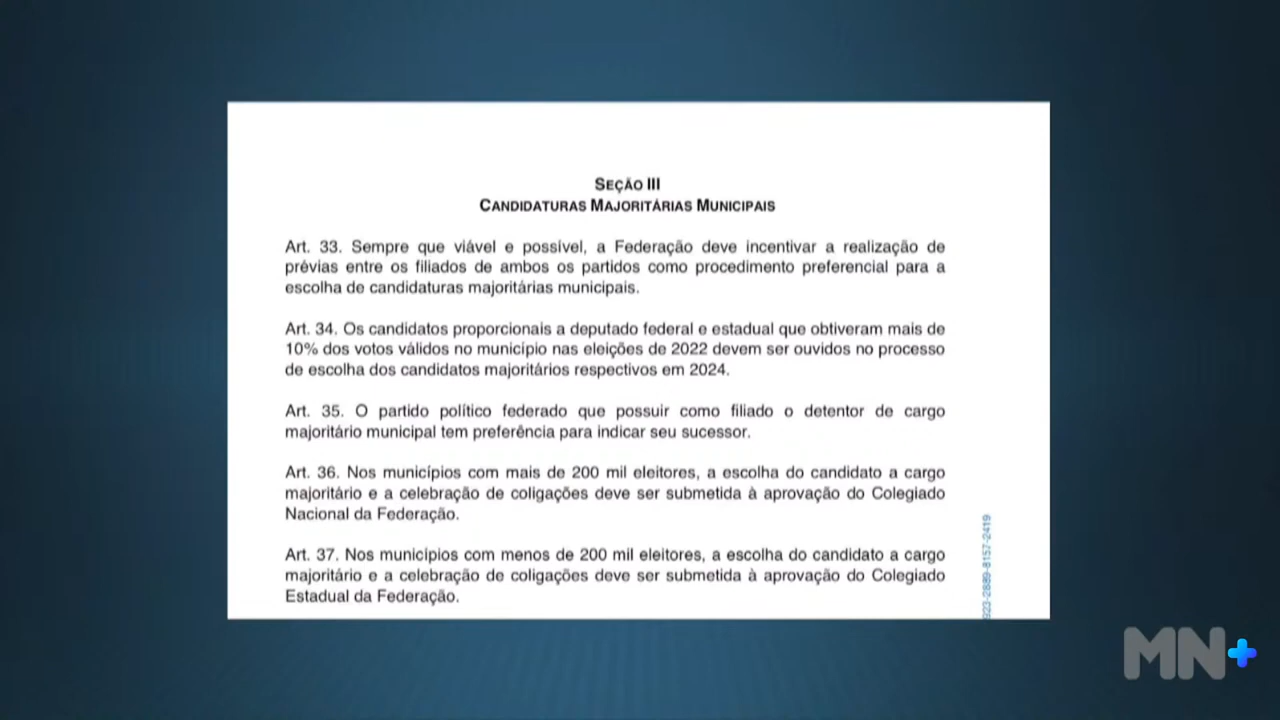 SEÇÃO III
CANDIDATURAS MAJORITÁRIAS MUNICIPAIS
Art. 33. Sempre que viável e possível, a Federação deve incentivar a realização de
prévias entre os filiados de ambos os partidos como procedimento preferencial para a
escolha de candidaturas majoritárias municipais.
Art. 34. Os candidatos proporcionais a deputado federal e estadual que obtiveram mais de
10% dos votos válidos no município nas eleições de 2022 devem ser ouvidos no processo
de escolha dos candidatos majoritários respectivos em 2024.
Art. 35. O partido político federado que possuir como filiado o detentor de cargo
majoritário municipal tem preferência para indicar seu sucessor.
Art. 36. Nos municípios com mais de 200 mil eleitores, a escolha do candidato a cargo
majoritário e a celebração de coligações deve ser submetida à aprovação do Colegiado
Nacional da Federação.
Art. 37. Nos municípios com menos de 200 mil eleitores, a escolha do candidato a cargo
majoritário e a celebração de coligações deve ser submetida à aprovação do Colegiado
Estadual da Federação.
923-2889-8157-2419
MN+